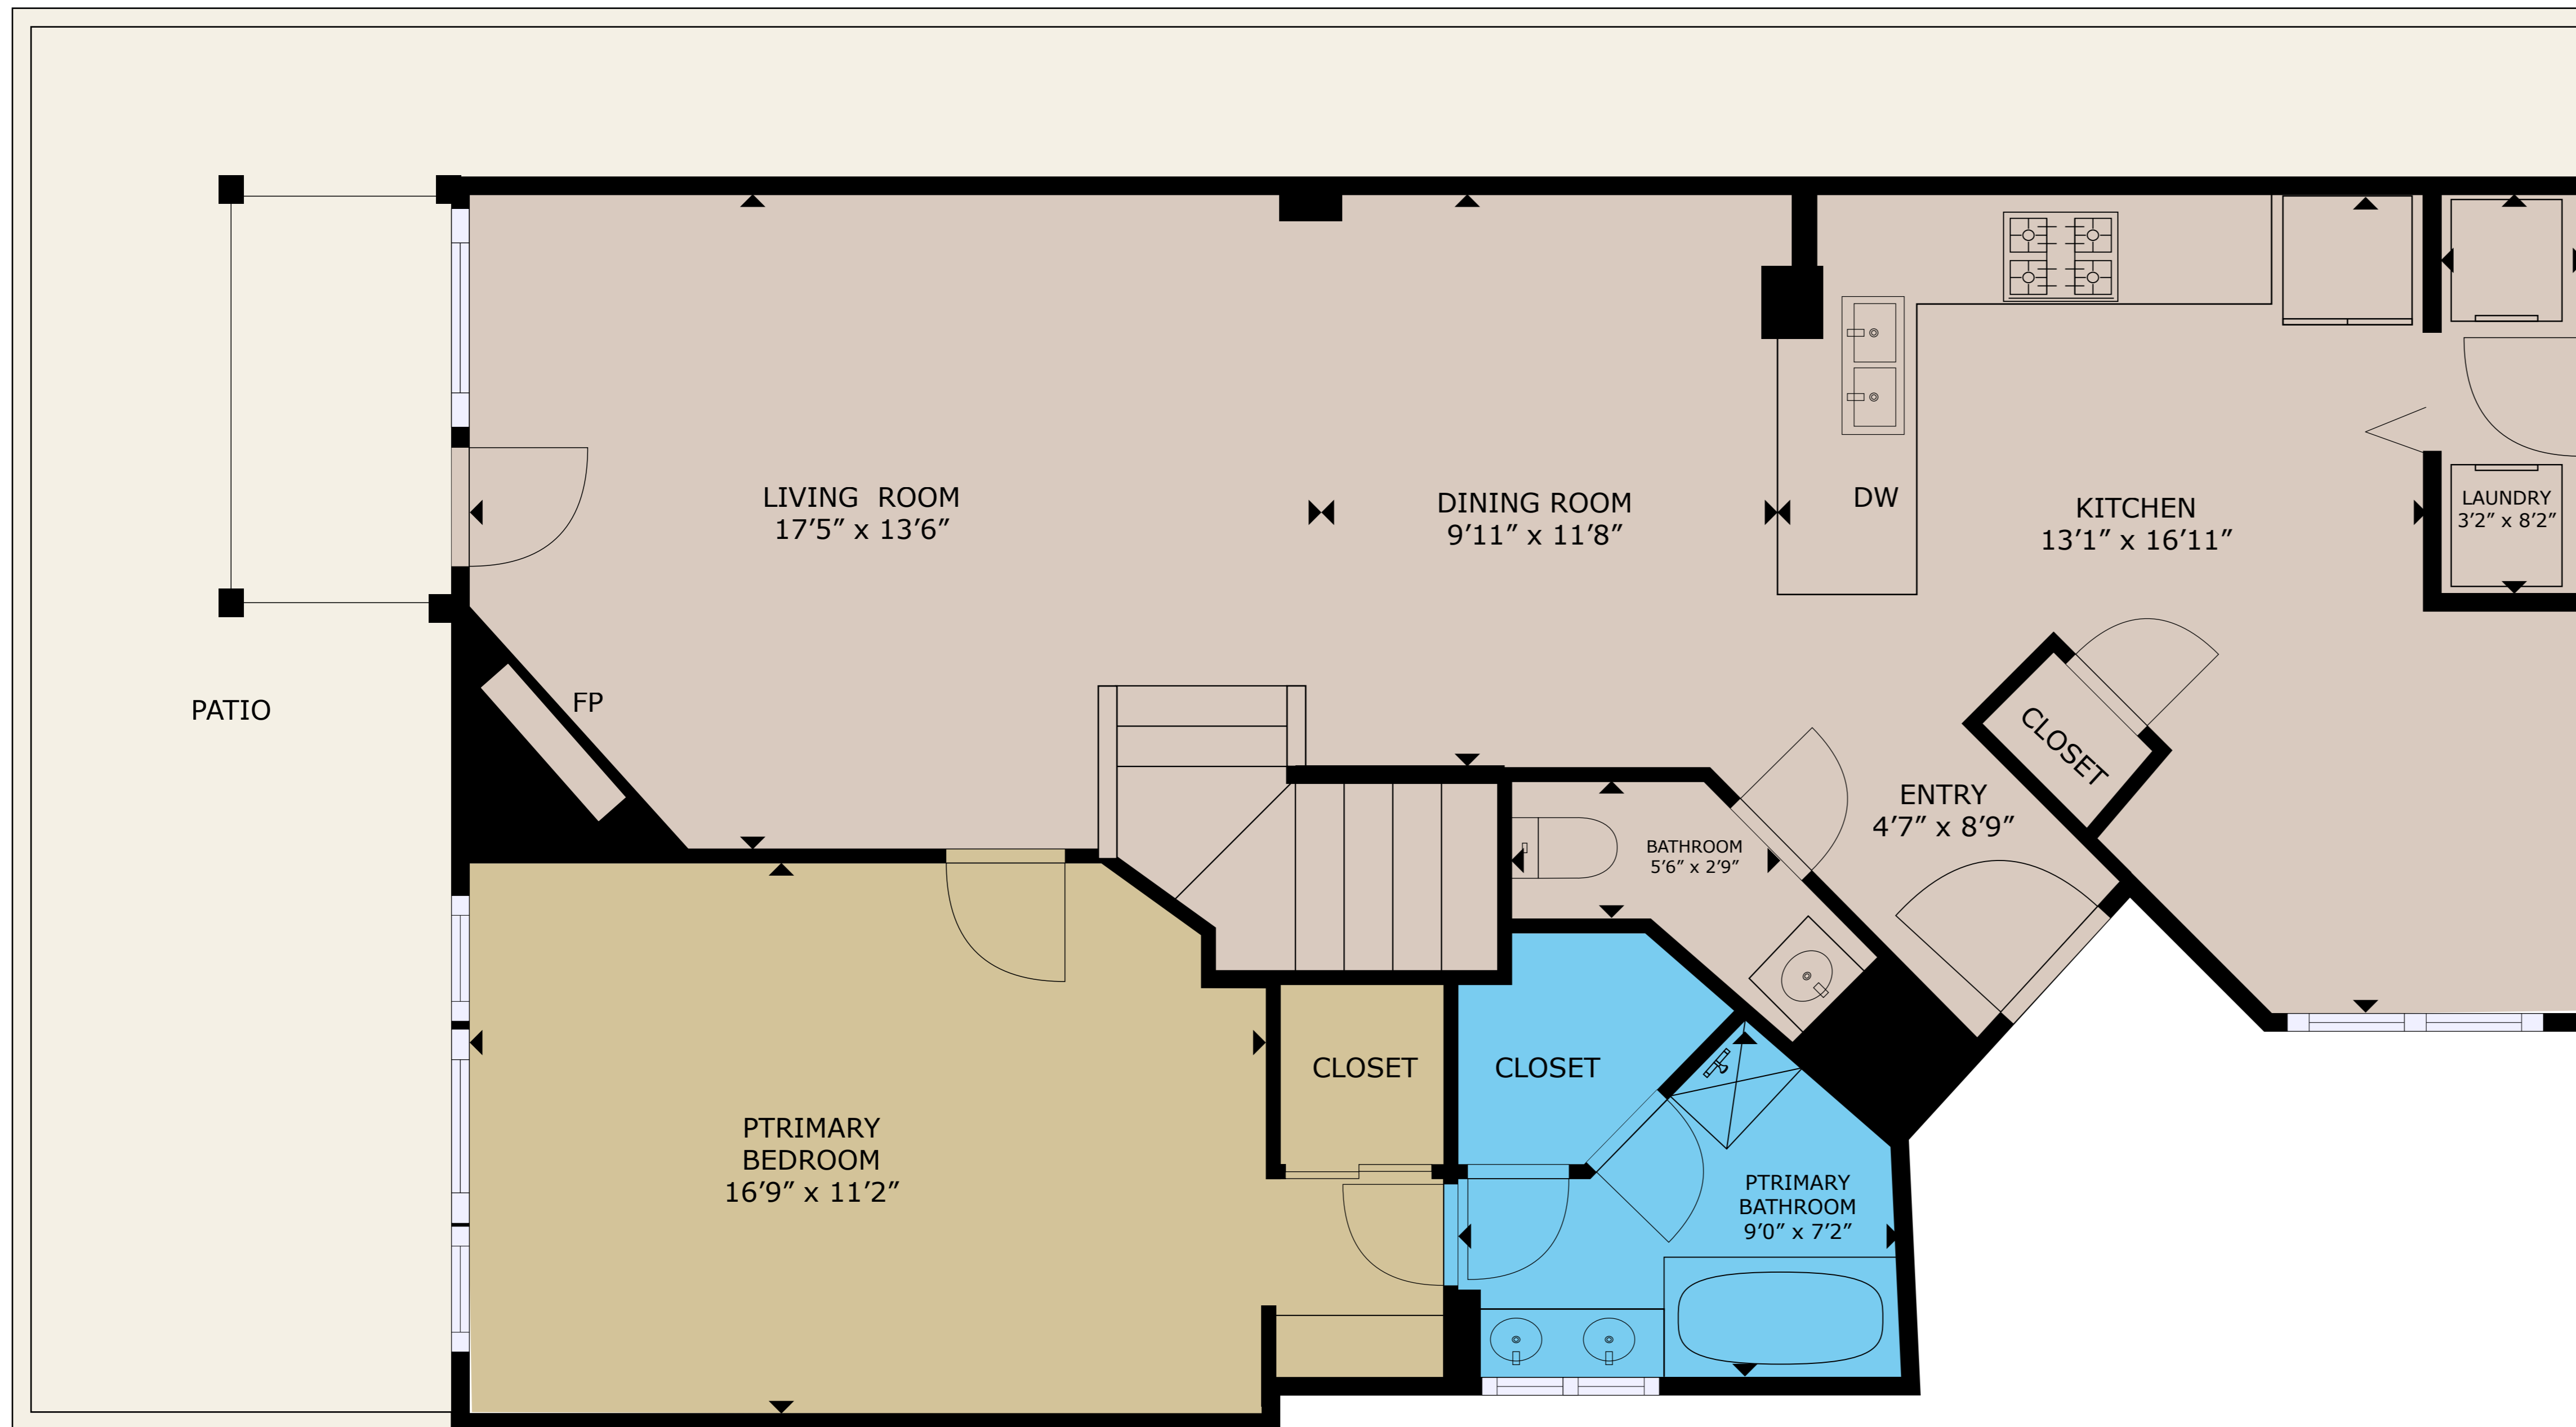 LIVING ROOM
17’5” x 13’6”
DINING ROOM
9’11” x 11’8”
DW
KITCHEN
13’1” x 16’11”
LAUNDRY
3’2” x 8’2”
PATIO
FP
CLOSET
ENTRY
4’7” x 8’9”
BATHROOM
5’6” x 2’9”
CLOSET
CLOSET
PTRIMARY
BEDROOM
16’9” x 11’2”
PTRIMARY
BATHROOM
9’0” x 7’2”